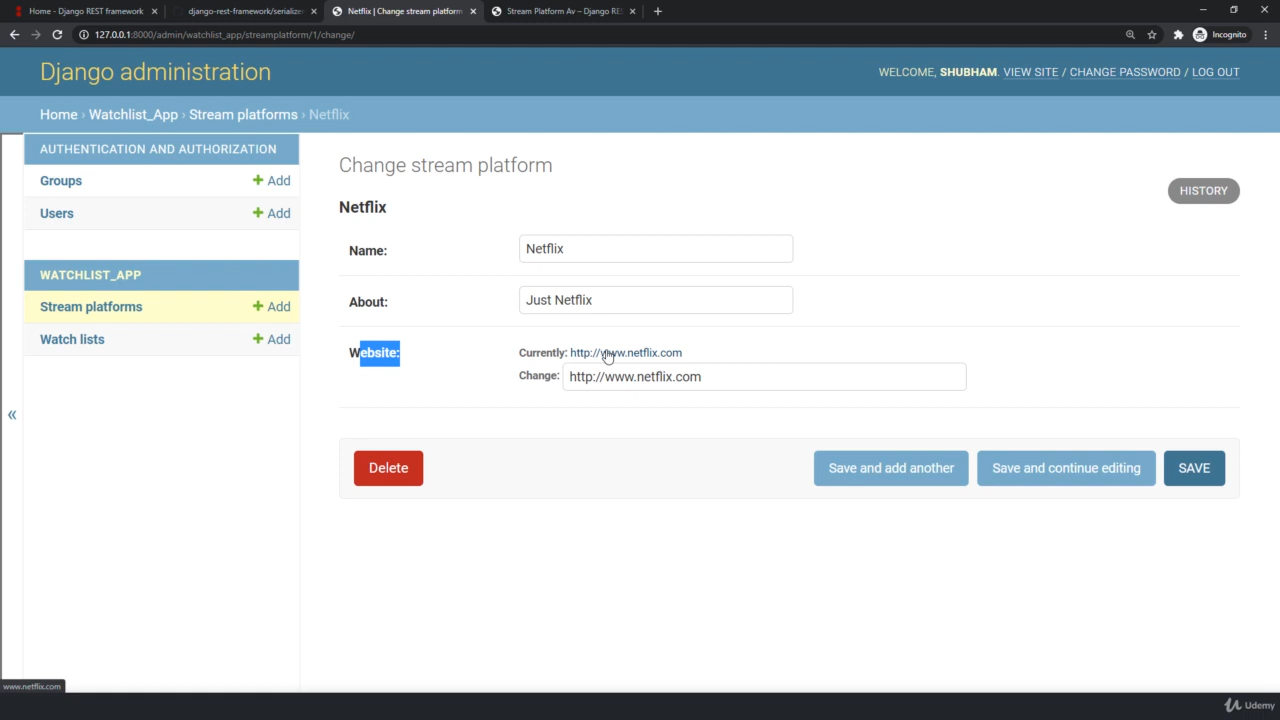 Home - Django REST framework
django-rest-framework/serializer
Netflix | Change stream platform
Stream Platform Av – Django RES
127.0.0.1:8000/admin/watchlist_app/streamplatform/1/change/
Incognito
Django administration
WELCOME, SHUBHAM. VIEW SITE / CHANGE PASSWORD / LOG OUT
Home › Watchlist_App › Stream platforms › Netflix
AUTHENTICATION AND AUTHORIZATION
Groups + Add
Users + Add
WATCHLIST_APP
Stream platforms + Add
Watch lists + Add
«
Change stream platform
HISTORY
Netflix
Name: Netflix
About: Just Netflix
Website: Currently: http://www.netflix.com
Change: http://www.netflix.com
Delete
Save and add another
Save and continue editing
SAVE
www.netflix.com
Udemy